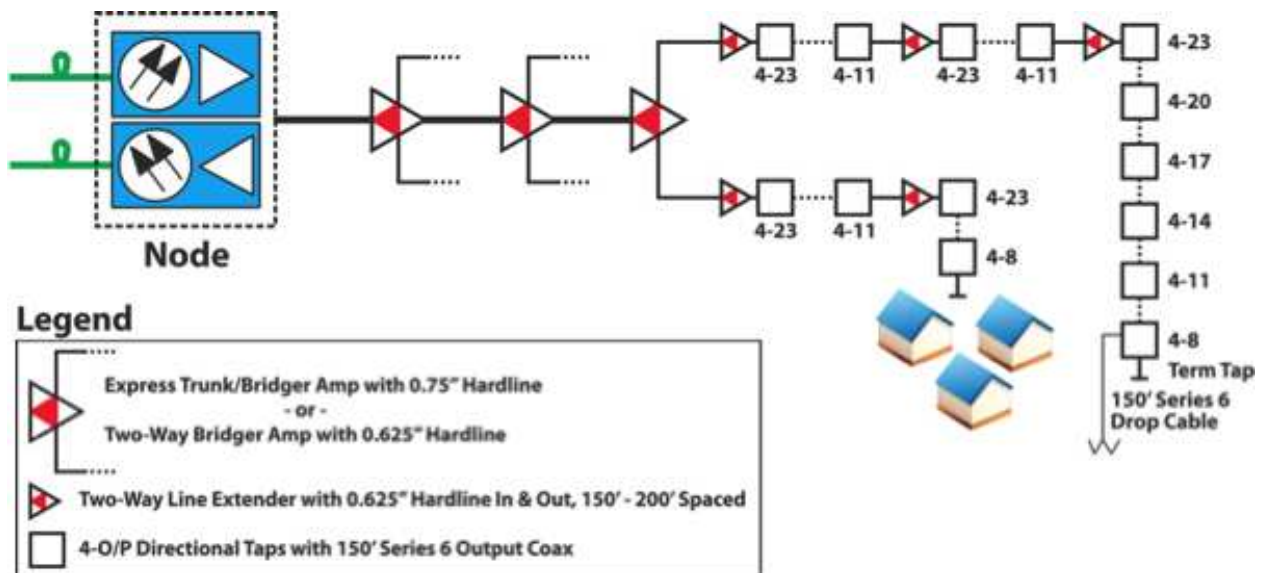 4-23
4-11
4-23
4-11
4-23
4-20
4-17
4-14
4-11
4-8
Term Tap
150' Series 6
Drop Cable
4-23
4-11
4-23
4-8
Node
Legend
Express Trunk/Bridger Amp with 0.75" Hardline
- or -
Two-Way Bridger Amp with 0.625" Hardline
Two-Way Line Extender with 0.625" Hardline In & Out, 150' - 200' Spaced
4-O/P Directional Taps with 150' Series 6 Output Coax